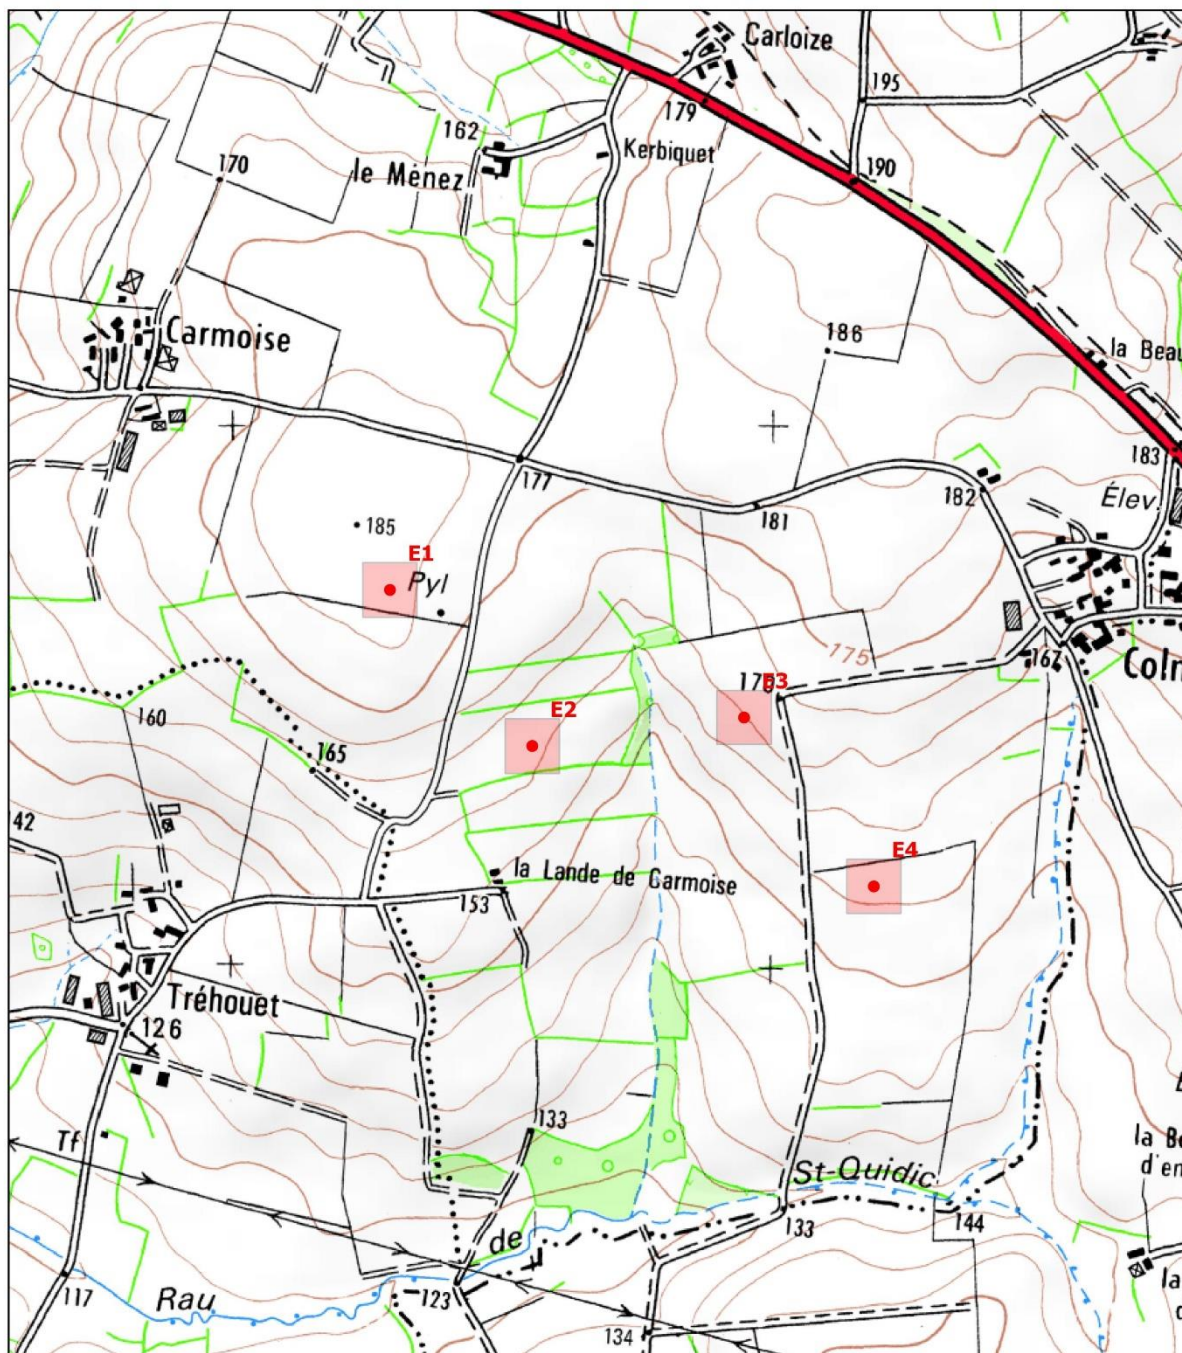 Carloize
195
179
162
Kerbiquet
le Ménez
170
190
Carmoise
186
la Beau
183
177
182
Élev.
181
185
E1
Pyl
175
167
Coln
E3
E2
160
165
42
E4
la Lande de Carmoise
153
Tréhouet
126
133
Tf
la Be
d'en
St-Quidic
144
133
de
123
117
Rau
134
la